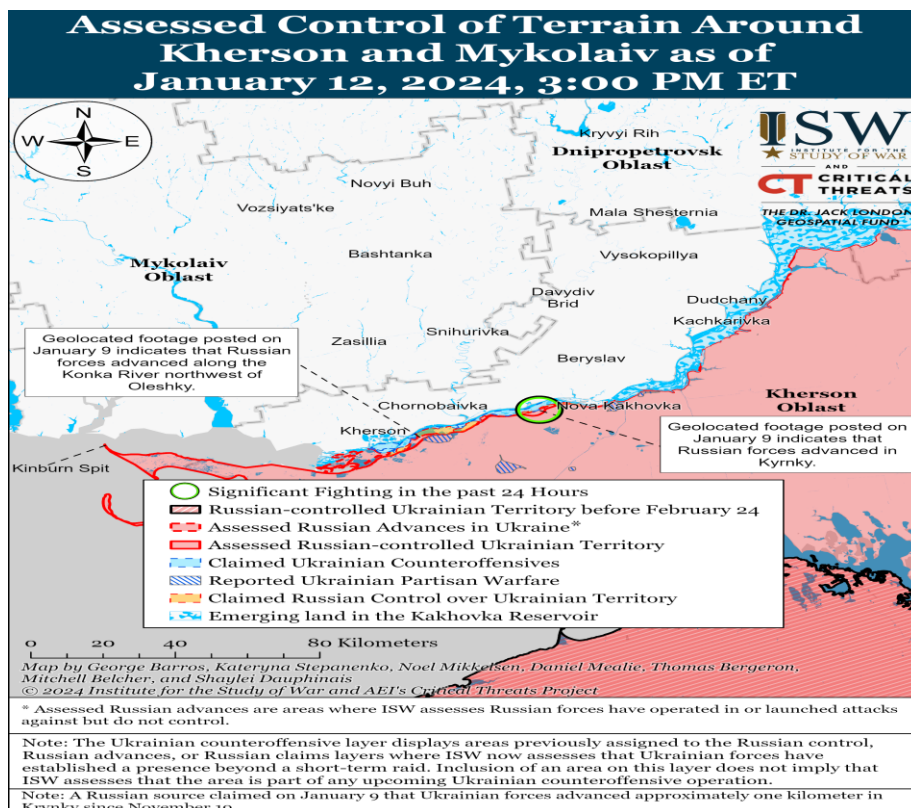 Assessed Control of Terrain Around
Kherson and Mykolaiv as of
January 12, 2024, 3:00 PM ET
N
W E
S
ISW
INSTITUTE FOR THE
STUDY OF WAR
AND
CT CRITICAL
THREATS
THE DR. JACK LONDON
GEOSPATIAL FUND
Kryvyi Rih
Dnipropetrovsk
Oblast
Novyi Buh
Vozsiyats'ke
Mala Shesternia
Bashtanka
Vysokopillya
Mykolaiv
Oblast
Davydiv
Brid
Dudchany
Kachkarivka
Snihurivka
Zasillia
Beryslav
Geolocated footage posted on
January 9 indicates that Russian
forces advanced along the
Konka River northwest of
Oleshky.
Kherson
Oblast
Chornobaivka
Nova Kakhovka
Kherson
Geolocated footage posted on
January 9 indicates that
Russian forces advanced in
Kyrnky.
Kinburn Spit
Significant Fighting in the past 24 Hours
Russian-controlled Ukrainian Territory before February 24
Assessed Russian Advances in Ukraine*
Assessed Russian-controlled Ukrainian Territory
Claimed Ukrainian Counteroffensives
Reported Ukrainian Partisan Warfare
Claimed Russian Control over Ukrainian Territory
Emerging land in the Kakhovka Reservoir
0 20 40 80 Kilometers
Map by George Barros, Kateryna Stepanenko, Noel Mikkelsen, Daniel Mealie, Thomas Bergeron,
Mitchell Belcher, and Shaylei Dauphinais
© 2024 Institute for the Study of War and AEI's Critical Threats Project
* Assessed Russian advances are areas where ISW assesses Russian forces have operated in or launched attacks
against but do not control.
Note: The Ukrainian counteroffensive layer displays areas previously assigned to the Russian control,
Russian advances, or Russian claims layers where ISW now assesses that Ukrainian forces have
established a presence beyond a short-term raid. Inclusion of an area on this layer does not imply that
ISW assesses that the area is part of any upcoming Ukrainian counteroffensive operation.
Note: A Russian source claimed on January 9 that Ukrainian forces advanced approximately one kilometer in
Krynky since November 10.